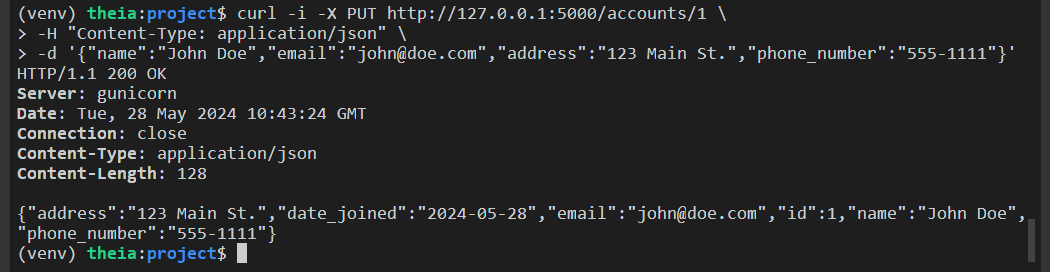 (venv) theia:project$ curl -i -X PUT http://127.0.0.1:5000/accounts/1 \
> -H "Content-Type: application/json" \
> -d '{"name":"John Doe","email":"john@doe.com","address":"123 Main St.","phone_number":"555-1111"}'
HTTP/1.1 200 OK
Server: gunicorn
Date: Tue, 28 May 2024 10:43:24 GMT
Connection: close
Content-Type: application/json
Content-Length: 128

{"address":"123 Main St.","date_joined":"2024-05-28","email":"john@doe.com","id":1,"name":"John Doe",
"phone_number":"555-1111"}
(venv) theia:project$